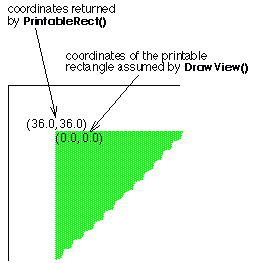 coordinates returned
by PrintableRect()
coordinates of the printable
rectangle assumed by DrawView()
(36.0, 36.0)
(0.0, 0.0)